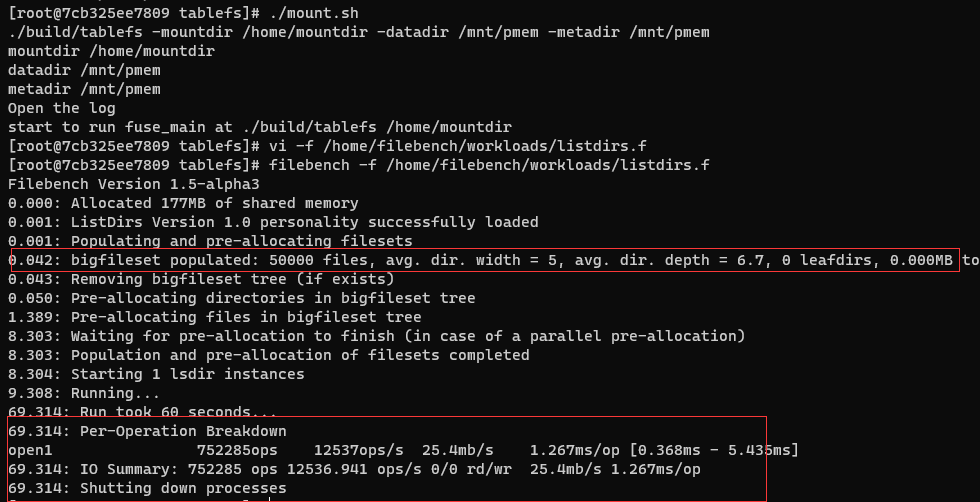 [root@7cb325ee7809 tablefs]# ./mount.sh
./build/tablefs -mountdir /home/mountdir -datadir /mnt/pmem -metadir /mnt/pmem
mountdir /home/mountdir
datadir /mnt/pmem
metadir /mnt/pmem
Open the log
start to run fuse_main at ./build/tablefs /home/mountdir
[root@7cb325ee7809 tablefs]# vi -f /home/filebench/workloads/listdirs.f
[root@7cb325ee7809 tablefs]# filebench -f /home/filebench/workloads/listdirs.f
Filebench Version 1.5-alpha3
0.000: Allocated 177MB of shared memory
0.001: ListDirs Version 1.0 personality successfully loaded
0.001: Populating and pre-allocating filesets
0.042: bigfileset populated: 50000 files, avg. dir. width = 5, avg. dir. depth = 6.7, 0 leafdirs, 0.000MB to
0.043: Removing bigfileset tree (if exists)
0.050: Pre-allocating directories in bigfileset tree
1.389: Pre-allocating files in bigfileset tree
8.303: Waiting for pre-allocation to finish (in case of a parallel pre-allocation)
8.303: Population and pre-allocation of filesets completed
8.304: Starting 1 lsdir instances
9.308: Running...
69.314: Run took 60 seconds...
69.314: Per-Operation Breakdown
open1                752285ops    12537ops/s  25.4mb/s    1.267ms/op [0.368ms - 5.436ms]
69.314: IO Summary: 752285 ops 12536.941 ops/s 0/0 rd/wr  25.4mb/s 1.267ms/op
69.314: Shutting down processes